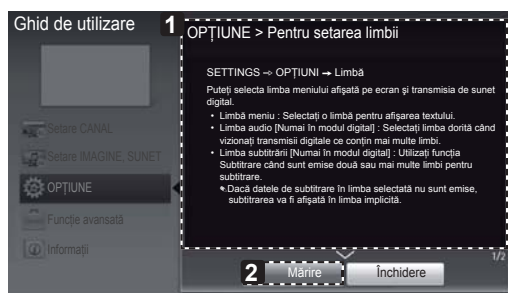 Ghid de utilizare
1
OPȚIUNE > Pentru setarea limbii
SETTINGS ⇨ OPȚIUNI ➙ Limbă
Puteți selecta limba meniului afișată pe ecran și transmisia de sunet
digital.
• Limbă meniu : Selectați o limbă pentru afișarea textului.
• Limba audio [Numai în modul digital] : Selectați limba dorită când
vizionați transmisii digitale ce conțin mai multe limbi.
• Limba subtitrării [Numai în modul digital] : Utilizați funcția
Subtitrare când sunt emise două sau mai multe limbi pentru
subtitrare.
Dacă datele de subtitrare în limba selectată nu sunt emise,
subtitrarea va fi afișată în limba implicită.
Setare CANAL
Setare IMAGINE, SUNET
OPȚIUNE
Funcție avansată
Informații
1/2
2
Mărire
Închidere